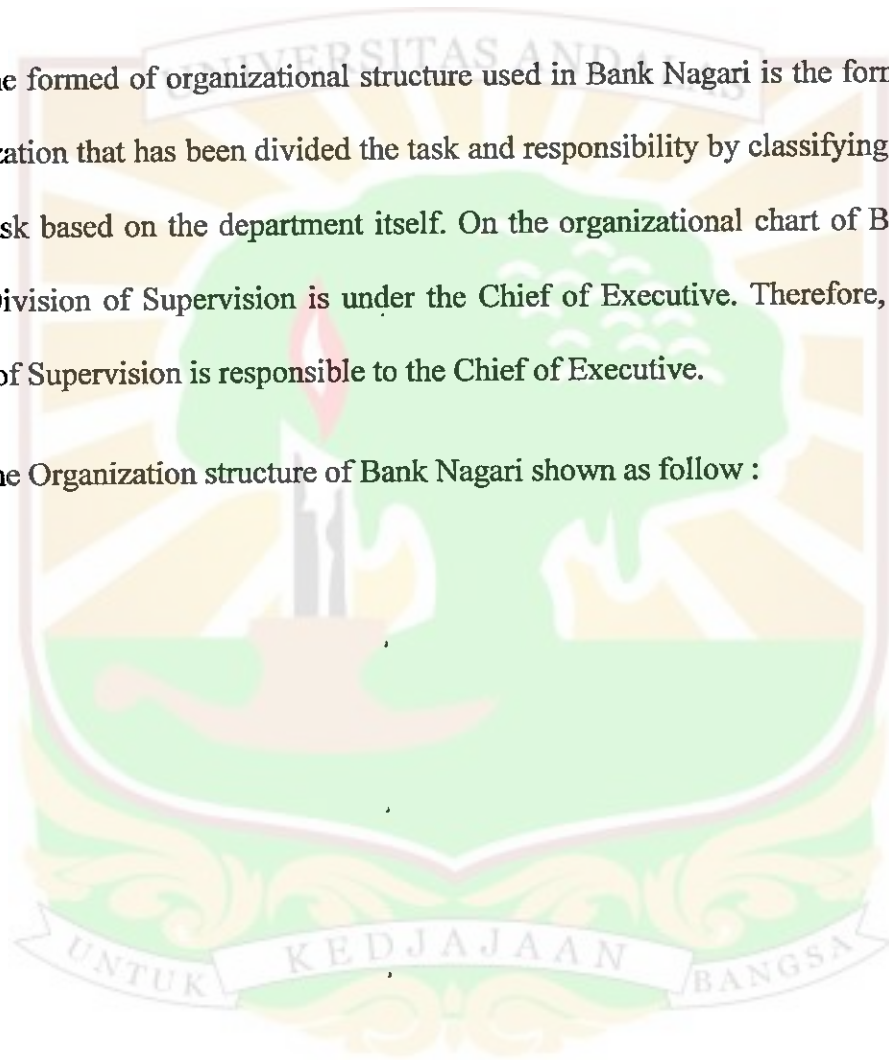 UNIVERSITAS ANDALAS
e formed of organizational structure used in Bank Nagari is the for
ation that has been divided the task and responsibility by classifying
sk based on the department itself. On the organizational chart of B
ivision of Supervision is under the Chief of Executive. Therefore,
of Supervision is responsible to the Chief of Executive.
e Organization structure of Bank Nagari shown as follow :
UNTUK KEDJAJAAN BANGSA